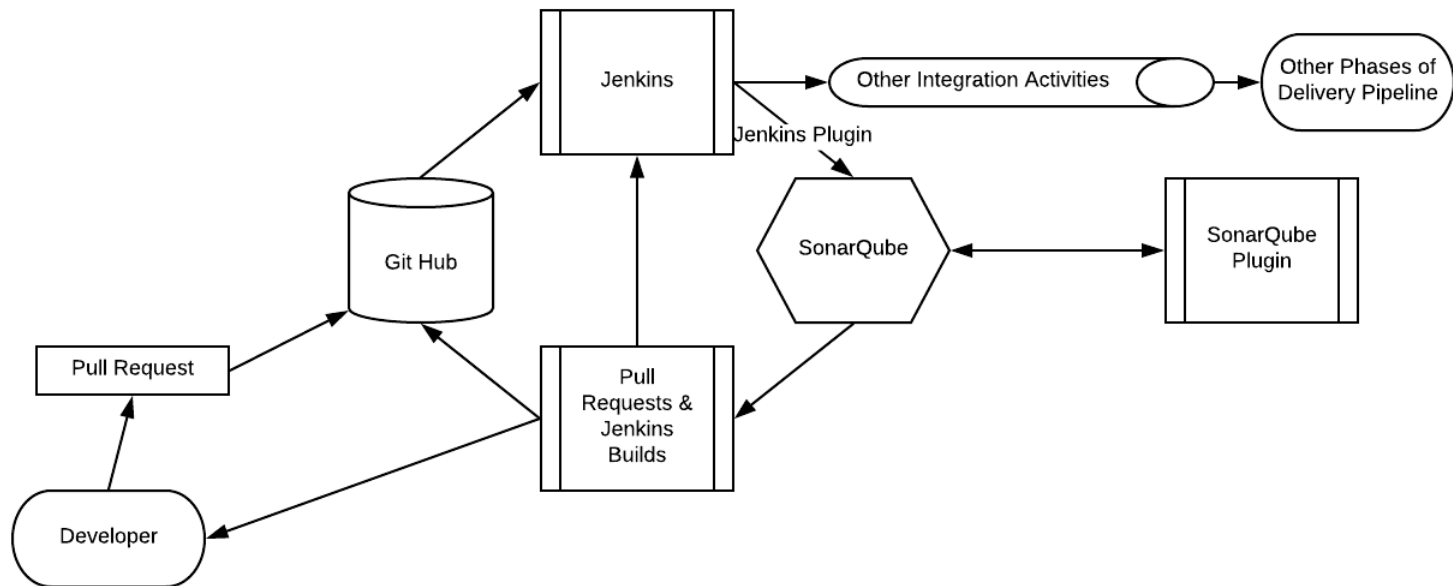 Jenkins
Other Integration Activities
Other Phases of
Delivery Pipeline
Jenkins Plugin
Git Hub
SonarQube
SonarQube
Plugin
Pull Request
Pull
Requests &
Jenkins
Builds
Developer